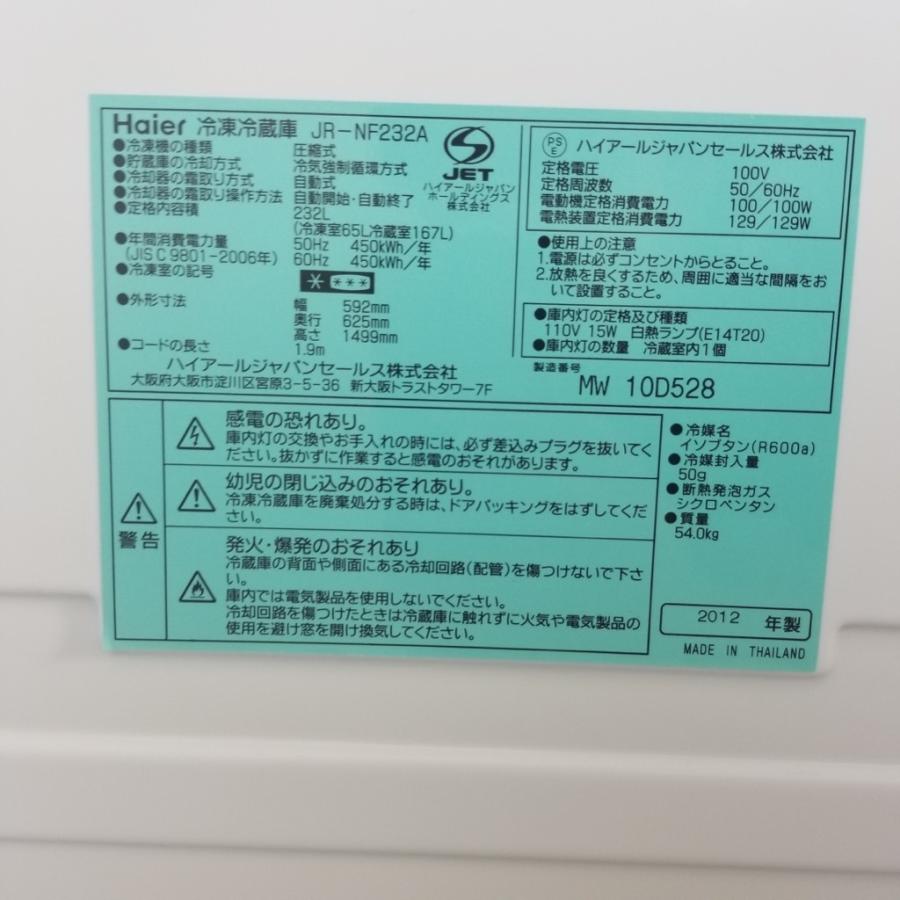 Haier 冷凍冷蔵庫 JR-NF232A
●冷凍機の種類 圧縮式
●貯蔵庫の冷却方式 冷気強制循環方式
●冷却器の霜取り方式 自動式
●冷却器の霜取り操作方法 自動開始・自動終了
●定格内容積 232L
(冷凍室65L冷蔵室167L)
●年間消費電力量 50Hz 450kWh/年
(JIS C 9801-2006年) 60Hz 450kWh/年
●冷凍室の記号
●外形寸法 幅 592mm
奥行 625mm
高さ 1499mm
●コードの長さ 1.9m
ハイアールジャパンセールス株式会社
大阪府大阪市淀川区宮原3-5-36 新大阪トラストタワー7F
JET
ハイアールジャパン
ホールディングス
株式会社
PS
E
ハイアールジャパンセールス株式会社
定格電圧 100V
定格周波数 50/60Hz
電動機定格消費電力 100/100W
電熱装置定格消費電力 129/129W
●使用上の注意
1.電源は必ずコンセントからとること。
2.放熱を良くするため、周囲に適当な間隔をお
いて設置すること。
●庫内灯の定格及び種類
110V 15W 白熱ランプ(E14T20)
●庫内灯の数量 冷蔵室内1個
製造番号 MW 10D528
警告
感電の恐れあり。
庫内灯の交換やお手入れの時には、必ず差込みプラグを抜いてく
ださい。抜かずに作業すると感電のおそれがあります。
幼児の閉じ込みのおそれあり。
冷凍冷蔵庫を廃棄処分する時は、ドアパッキングをはずしてくだ
さい。
発火・爆発のおそれあり
冷蔵庫の背面や側面にある冷却回路(配管)を傷つけないで下さ
い。
庫内では電気製品を使用しないでください。
冷却回路を傷つけたときは冷蔵庫に触れずに火気や電気製品の
使用を避け窓を開け換気してください。
●冷媒名
イソブタン(R600a)
●冷媒封入量
50g
●断熱発泡ガス
シクロペンタン
●質量
54.0kg
2012 年製
MADE IN THAILAND